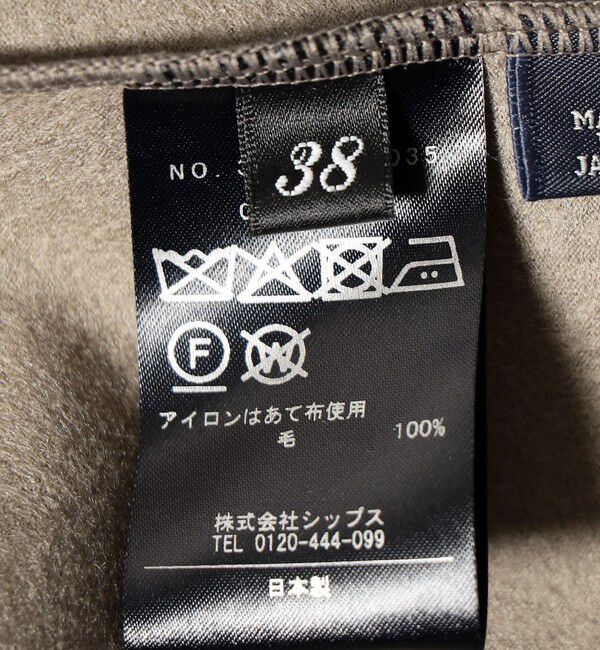 38
NO.
035
F
W
アイロンはあて布使用
毛 100%
株式会社シップス
TEL 0120-444-099
日本製